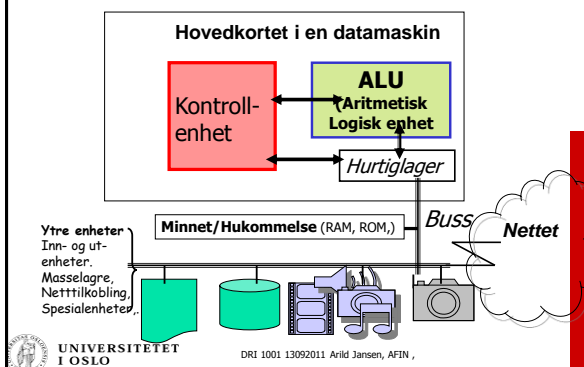 Hovedkortet i en datamaskin
Kontroll-
enhet
ALU
(Aritmetisk
Logisk enhet
Hurtiglager
Minnet/Hukommelse (RAM, ROM,)
Buss
Nettet
Ytre enheter
Inn- og ut-
enheter.
Masselagre,
Netttilkobling,
Spesialenheter,.
UNIVERSITETET
I OSLO
DRI 1001 13092011 Arild Jansen, AFIN ,